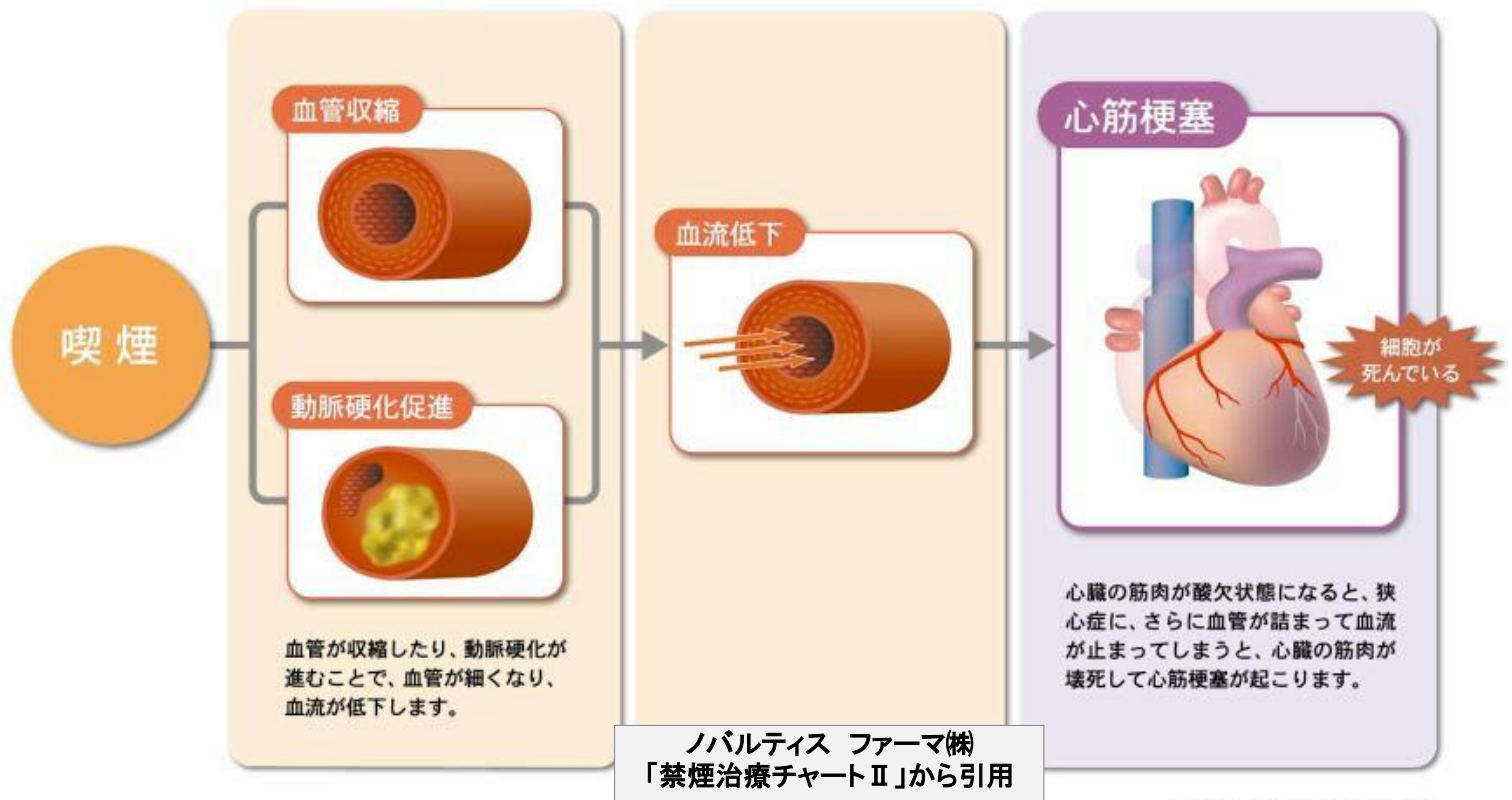 喫煙
血管収縮
動脈硬化促進
血管が収縮したり、動脈硬化が
進むことで、血管が細くなり、
血流が低下します。
血流低下
心筋梗塞
細胞が
死んでいる
心臓の筋肉が酸欠状態になると、狭
心症に、さらに血管が詰まって血流
が止まってしまうと、心臓の筋肉が
壊死して心筋梗塞が起こります。
ノバルティス ファーマ㈱
「禁煙治療チャートⅡ」から引用